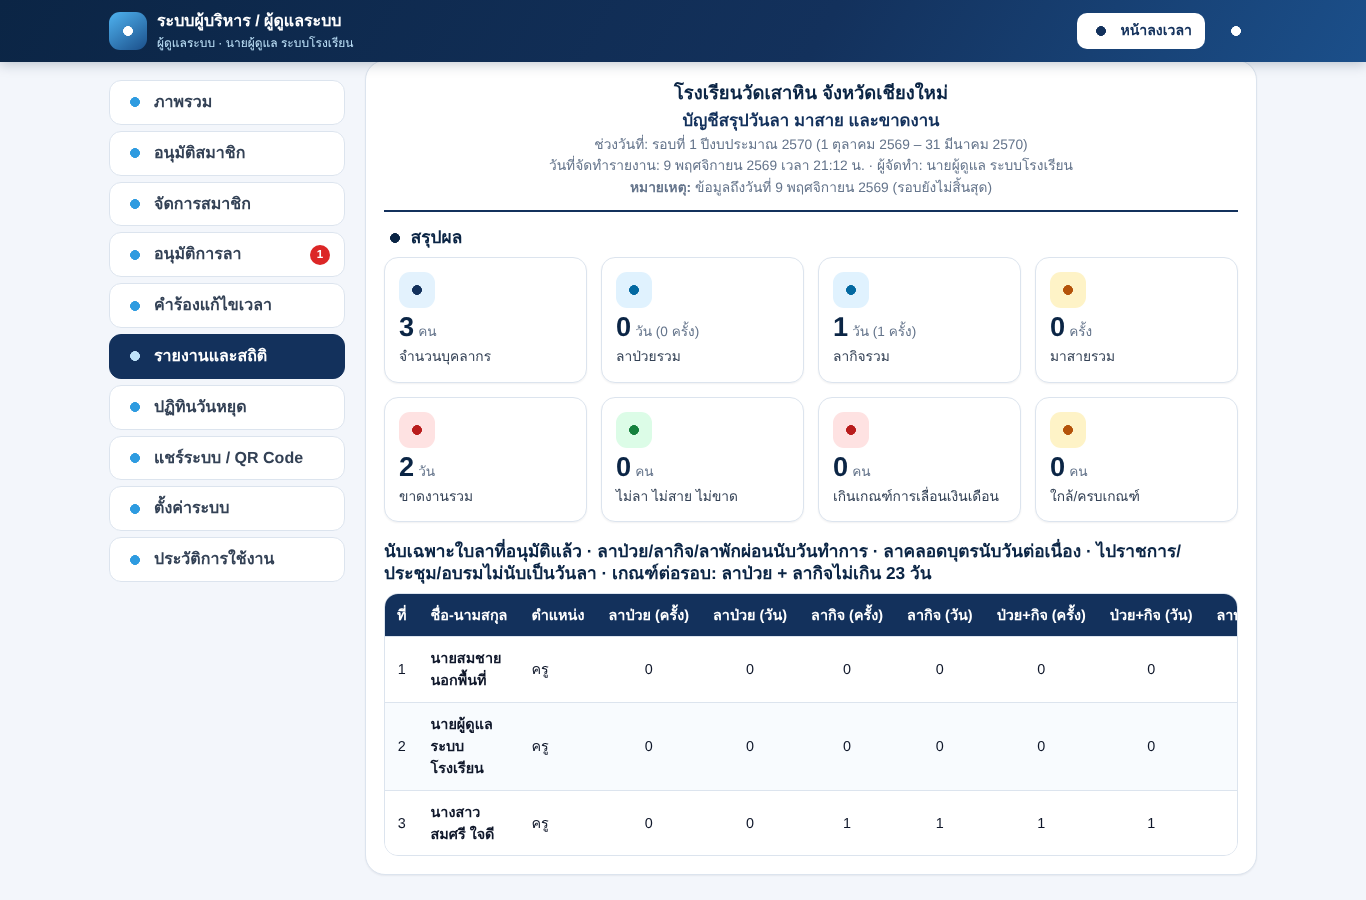 ระบบผู้บริหาร / ผู้ดูแลระบบ
ผู้ดูแลระบบ · นายผู้ดูแล ระบบโรงเรียน
หน้าลงเวลา
ภาพรวม
อนุมัติสมาชิก
จัดการสมาชิก
อนุมัติการลา 1
คำร้องแก้ไขเวลา
รายงานและสถิติ
ปฏิทินวันหยุด
แชร์ระบบ / QR Code
ตั้งค่าระบบ
ประวัติการใช้งาน
โรงเรียนวัดเสาหิน จังหวัดเชียงใหม่
บัญชีสรุปวันลา มาสาย และขาดงาน
ช่วงวันที่: รอบที่ 1 ปีงบประมาณ 2570 (1 ตุลาคม 2569 – 31 มีนาคม 2570)
วันที่จัดทำรายงาน: 9 พฤศจิกายน 2569 เวลา 21:12 น. · ผู้จัดทำ: นายผู้ดูแล ระบบโรงเรียน
หมายเหตุ: ข้อมูลถึงวันที่ 9 พฤศจิกายน 2569 (รอบยังไม่สิ้นสุด)
สรุปผล
3 คน
จำนวนบุคลากร
0 วัน (0 ครั้ง)
ลาป่วยรวม
1 วัน (1 ครั้ง)
ลากิจรวม
0 ครั้ง
มาสายรวม
2 วัน
ขาดงานรวม
0 คน
ไม่ลา ไม่สาย ไม่ขาด
0 คน
เกินเกณฑ์การเลื่อนเงินเดือน
0 คน
ใกล้/ครบเกณฑ์
นับเฉพาะใบลาที่อนุมัติแล้ว · ลาป่วย/ลากิจ/ลาพักผ่อนนับวันทำการ · ลาคลอดบุตรนับวันต่อเนื่อง · ไปราชการ/
ประชุม/อบรมไม่นับเป็นวันลา · เกณฑ์ต่อรอบ: ลาป่วย + ลากิจไม่เกิน 23 วัน
ที่ ชื่อ-นามสกุล ตำแหน่ง ลาป่วย (ครั้ง) ลาป่วย (วัน) ลากิจ (ครั้ง) ลากิจ (วัน) ป่วย+กิจ (ครั้ง) ป่วย+กิจ (วัน)
1 นายสมชาย นอกพื้นที่ ครู 0 0 0 0 0 0
2 นายผู้ดูแล ระบบ โรงเรียน ครู 0 0 0 0 0 0
3 นางสาว สมศรี ใจดี ครู 0 0 1 1 1 1